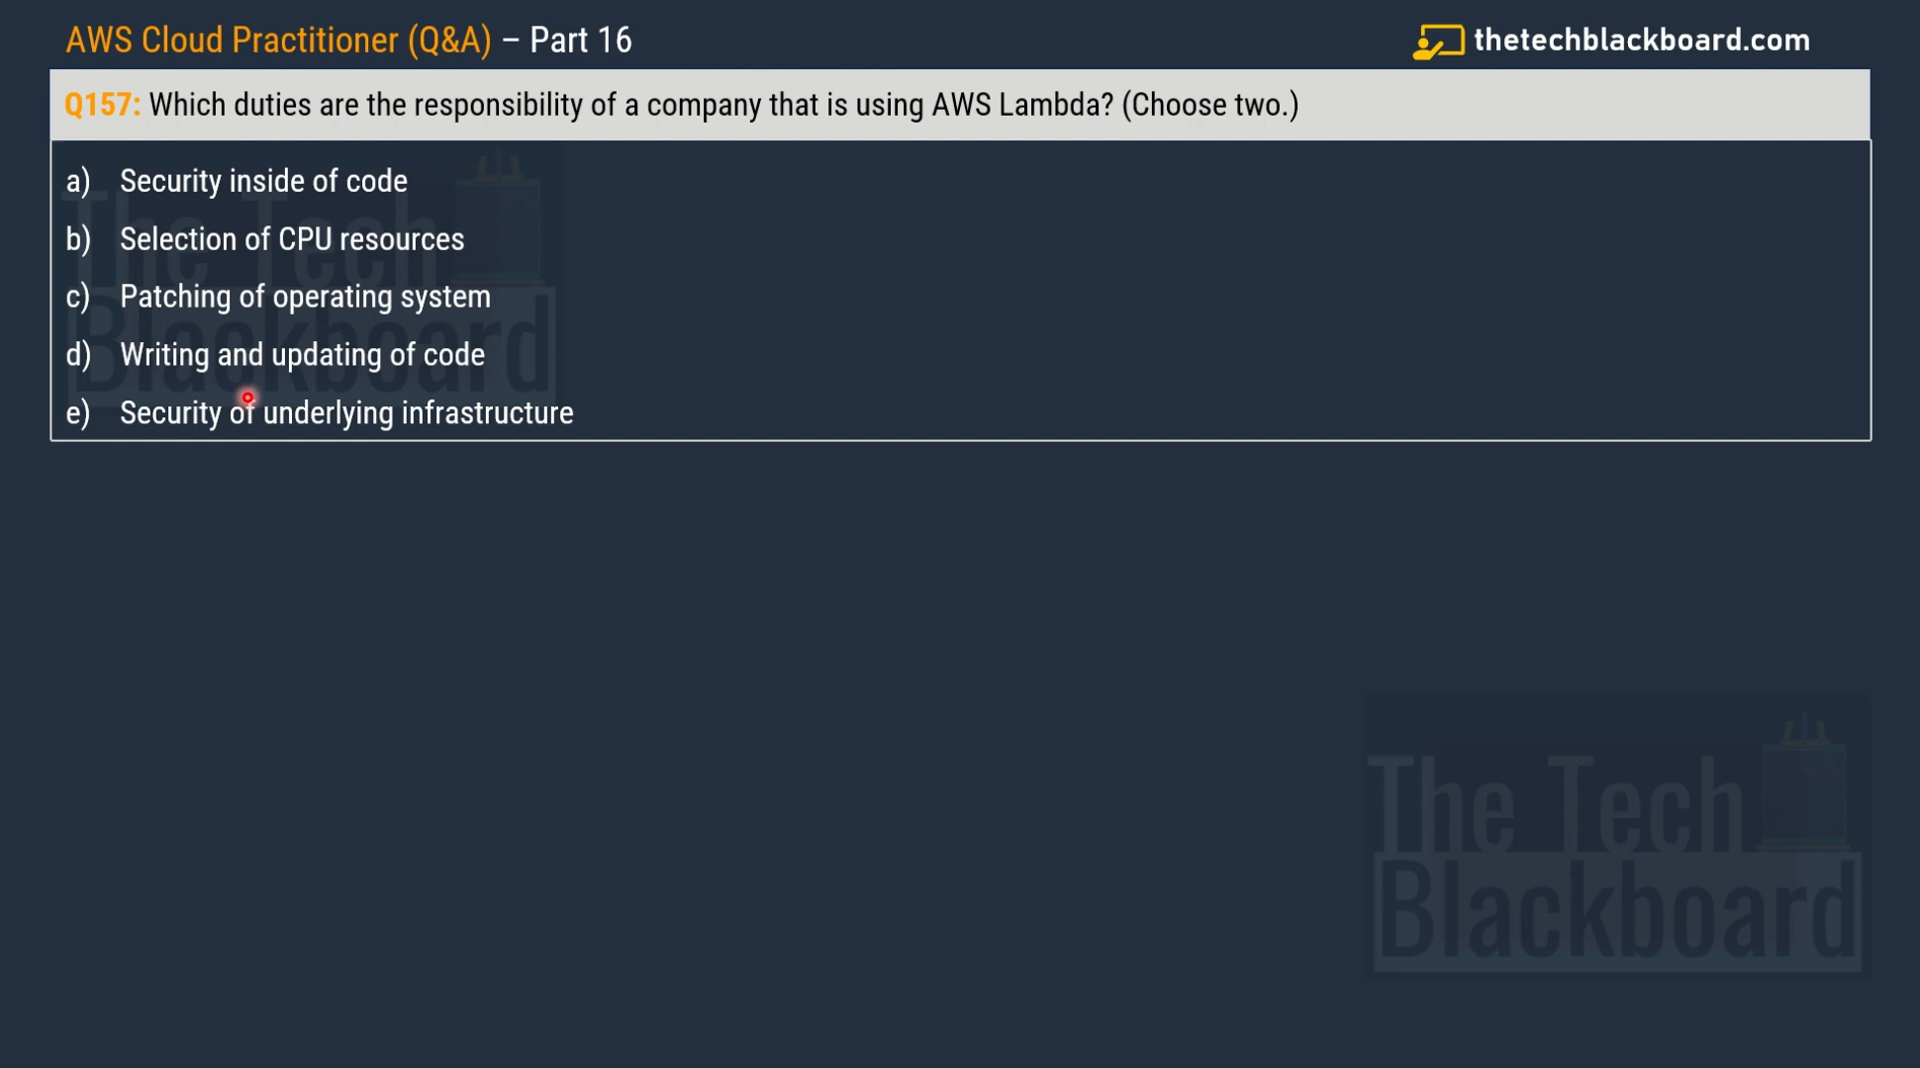 AWS Cloud Practitioner (Q&A) – Part 16
thetechblackboard.com
Q157: Which duties are the responsibility of a company that is using AWS Lambda? (Choose two.)
a) Security inside of code
b) Selection of CPU resources
c) Patching of operating system
d) Writing and updating of code
e) Security of underlying infrastructure
The Tech
Blackboard
The Tech
Blackboard